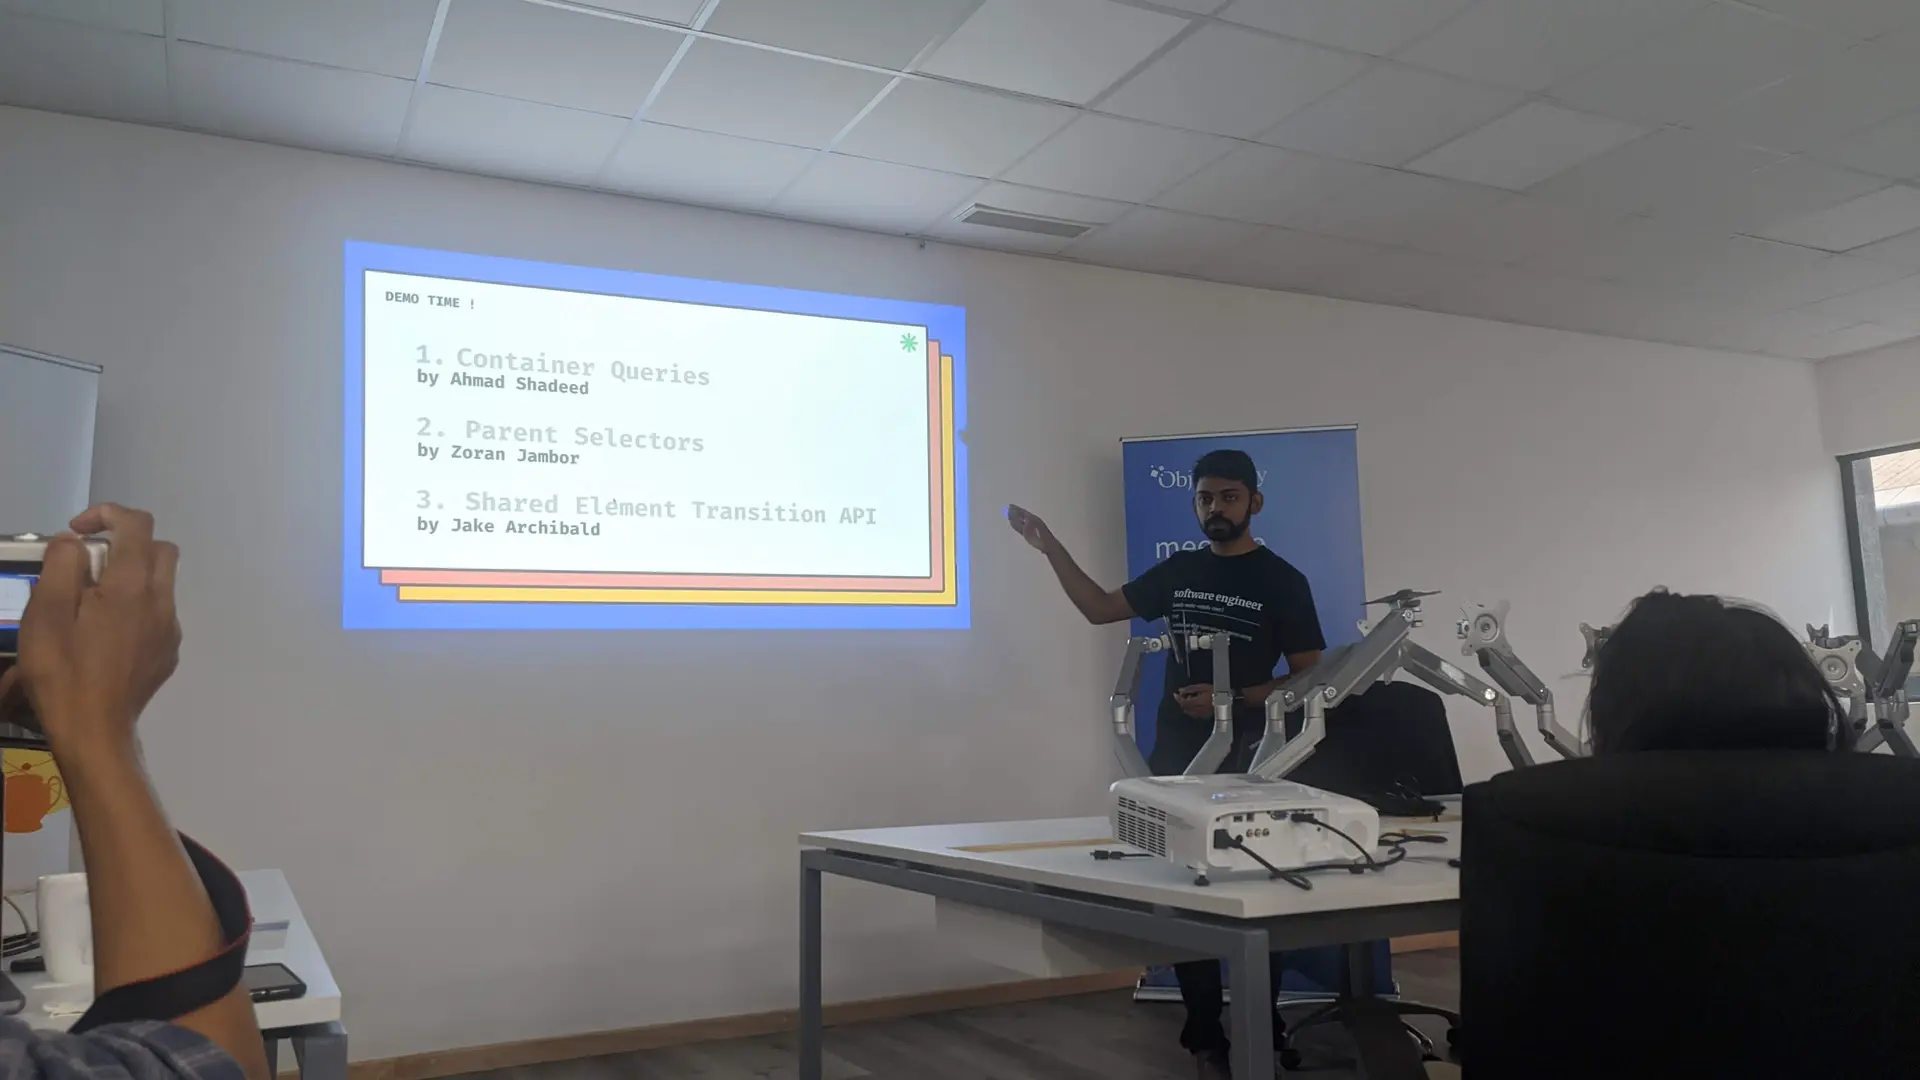 DEMO TIME !
1. Container Queries
by Ahmad Shadeed
2. Parent Selectors
by Zoran Jambor
3. Shared Element Transition API
by Jake Archibald
software engineer